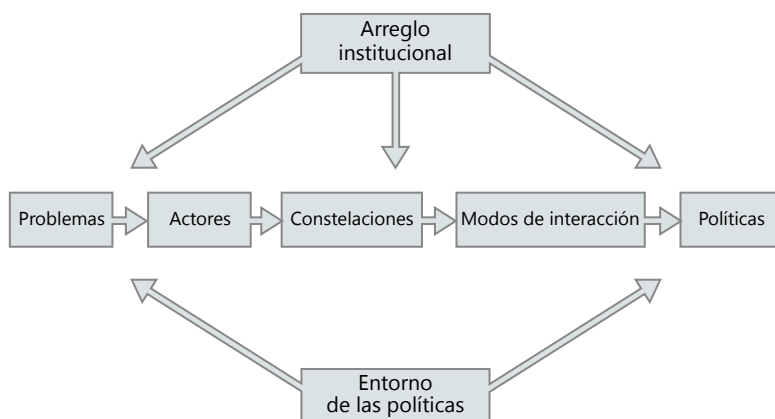 Arreglo
institucional
Problemas
Actores
Constelaciones
Modos de interacción
Políticas
Entorno
de las políticas